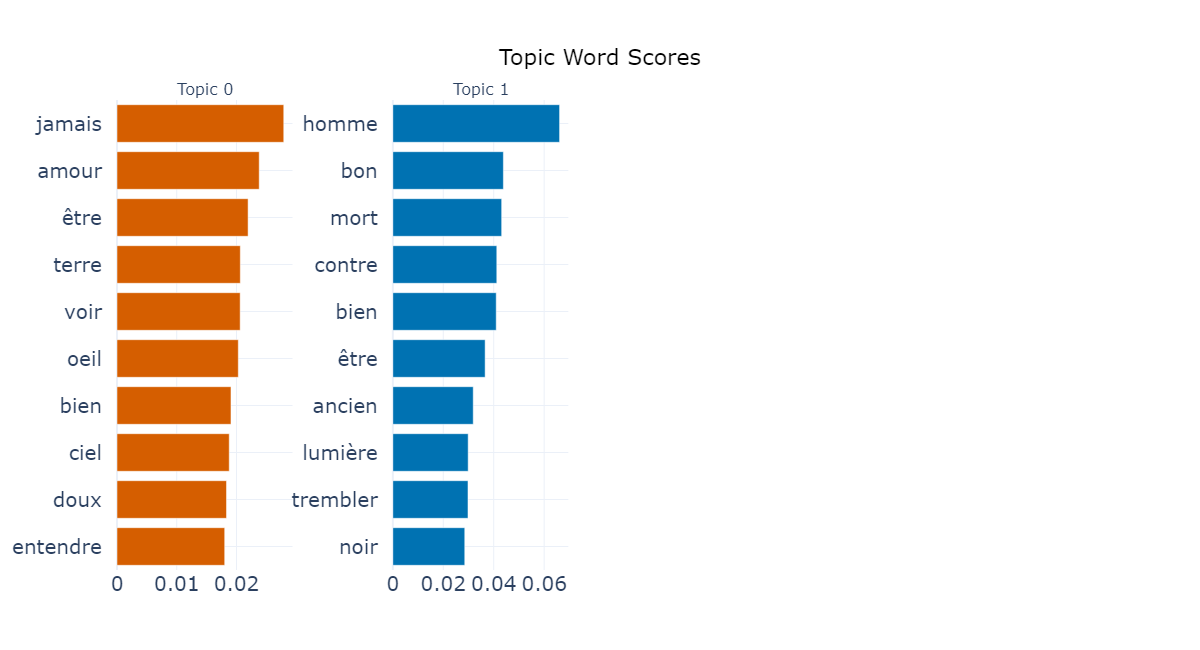 Topic Word Scores
Topic 0
jamais
amour
être
terre
voir
oeil
bien
ciel
doux
entendre
0 0.01 0.02
Topic 1
homme
bon
mort
contre
bien
être
ancien
lumière
trembler
noir
0 0.02 0.04 0.06